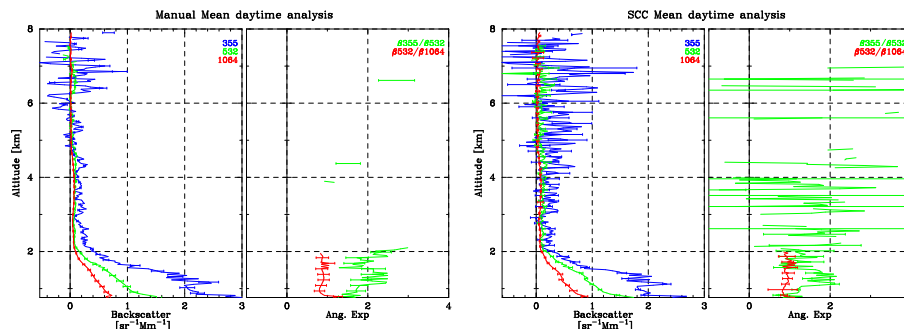 Manual Mean daytime analysis
8
6
4
2
Altitude [km]
355
532
1064
β355/β532
β532/β1064
0 1 2 3
0 2 4
Backscatter
[sr⁻¹Mm⁻¹]
Ang. Exp
SCC Mean daytime analysis
8
6
4
2
Altitude [km]
355
532
1064
β355/β532
β532/β1064
0 1 2 3
0 2
Backscatter
[sr⁻¹Mm⁻¹]
Ang. Exp